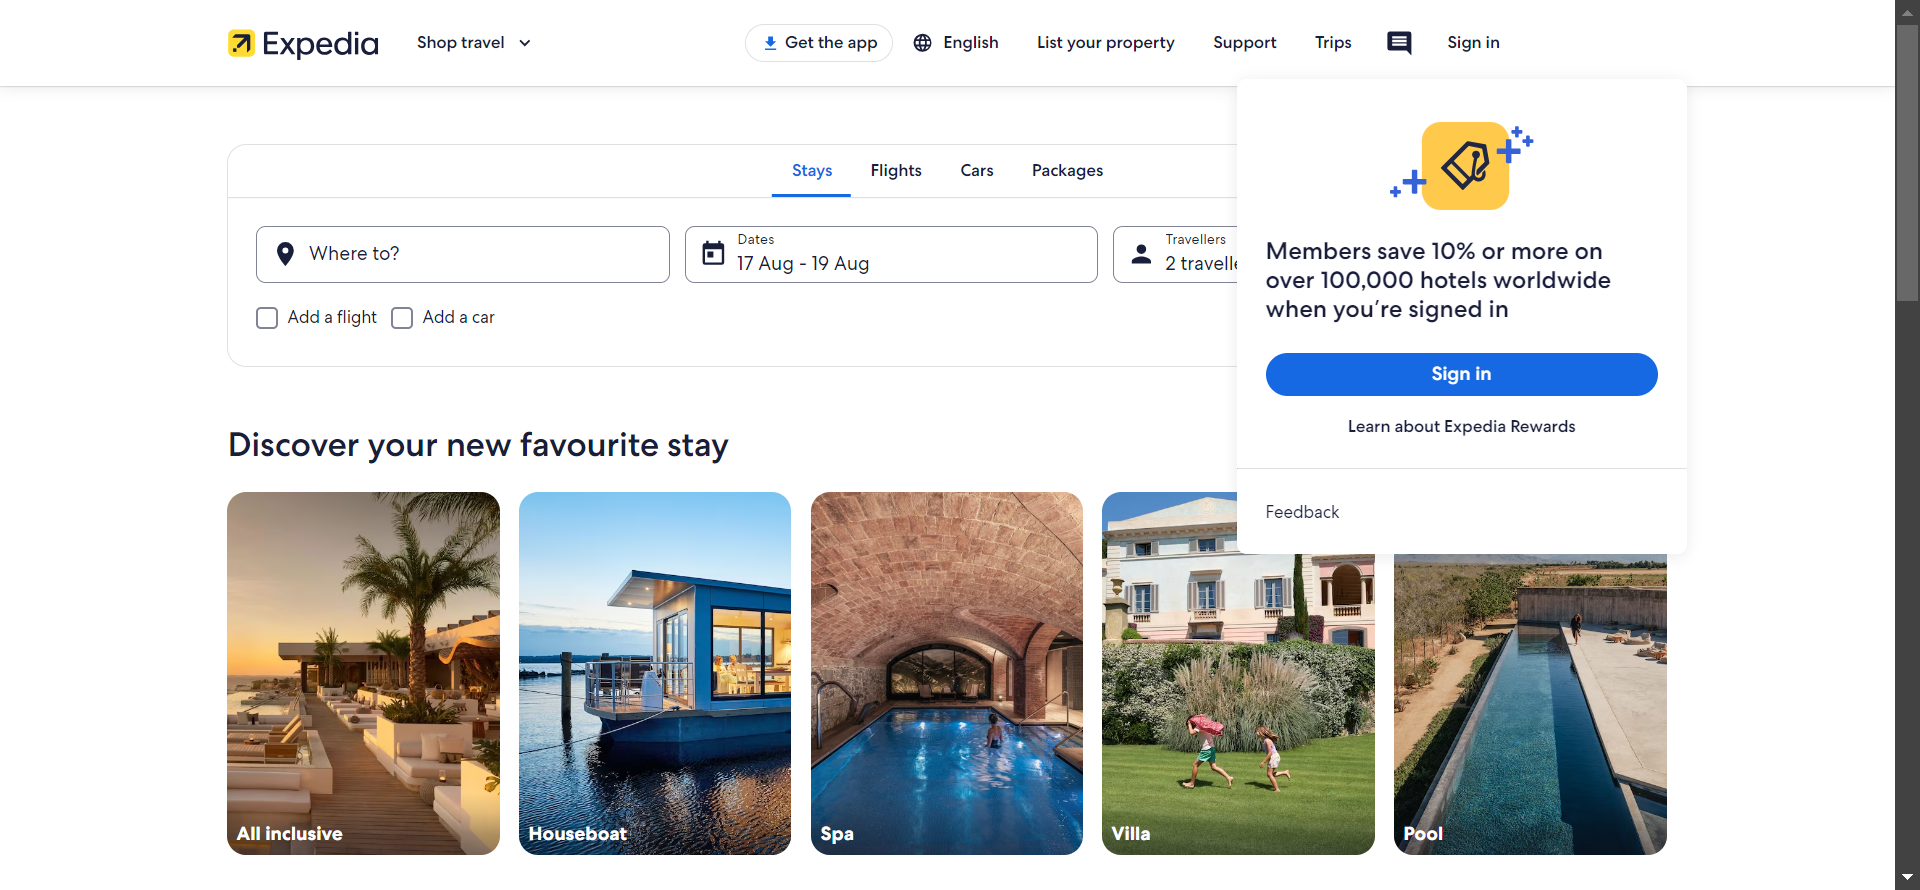 Expedia
Shop travel
Get the app
English
List your property
Support
Trips
Sign in
Stays
Flights
Cars
Packages
Where to?
Dates
17 Aug - 19 Aug
Travellers
2 travelle
Add a flight
Add a car
Members save 10% or more on
over 100,000 hotels worldwide
when you're signed in
Sign in
Learn about Expedia Rewards
Feedback
Discover your new favourite stay
All inclusive
Houseboat
Spa
Villa
Pool